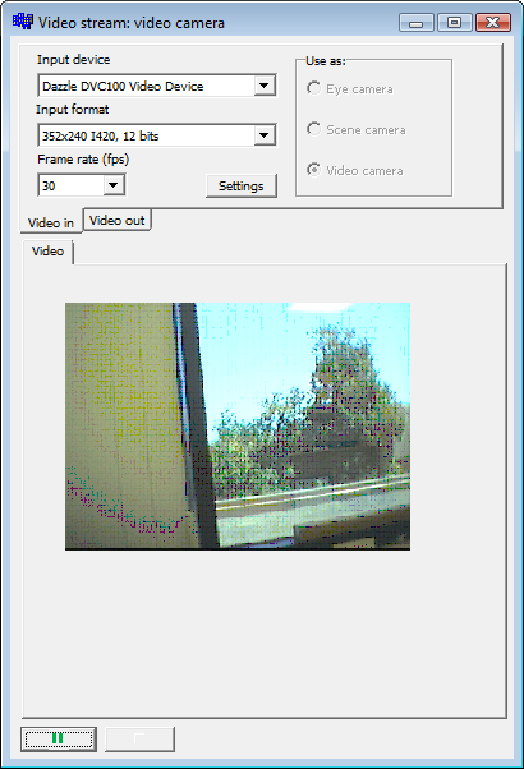 Video stream: video camera
Input device
Dazzle DVC100 Video Device
Input format
352x240 I420, 12 bits
Frame rate (fps)
30
Settings
Use as:
Eye camera
Scene camera
Video camera
Video in
Video out
Video